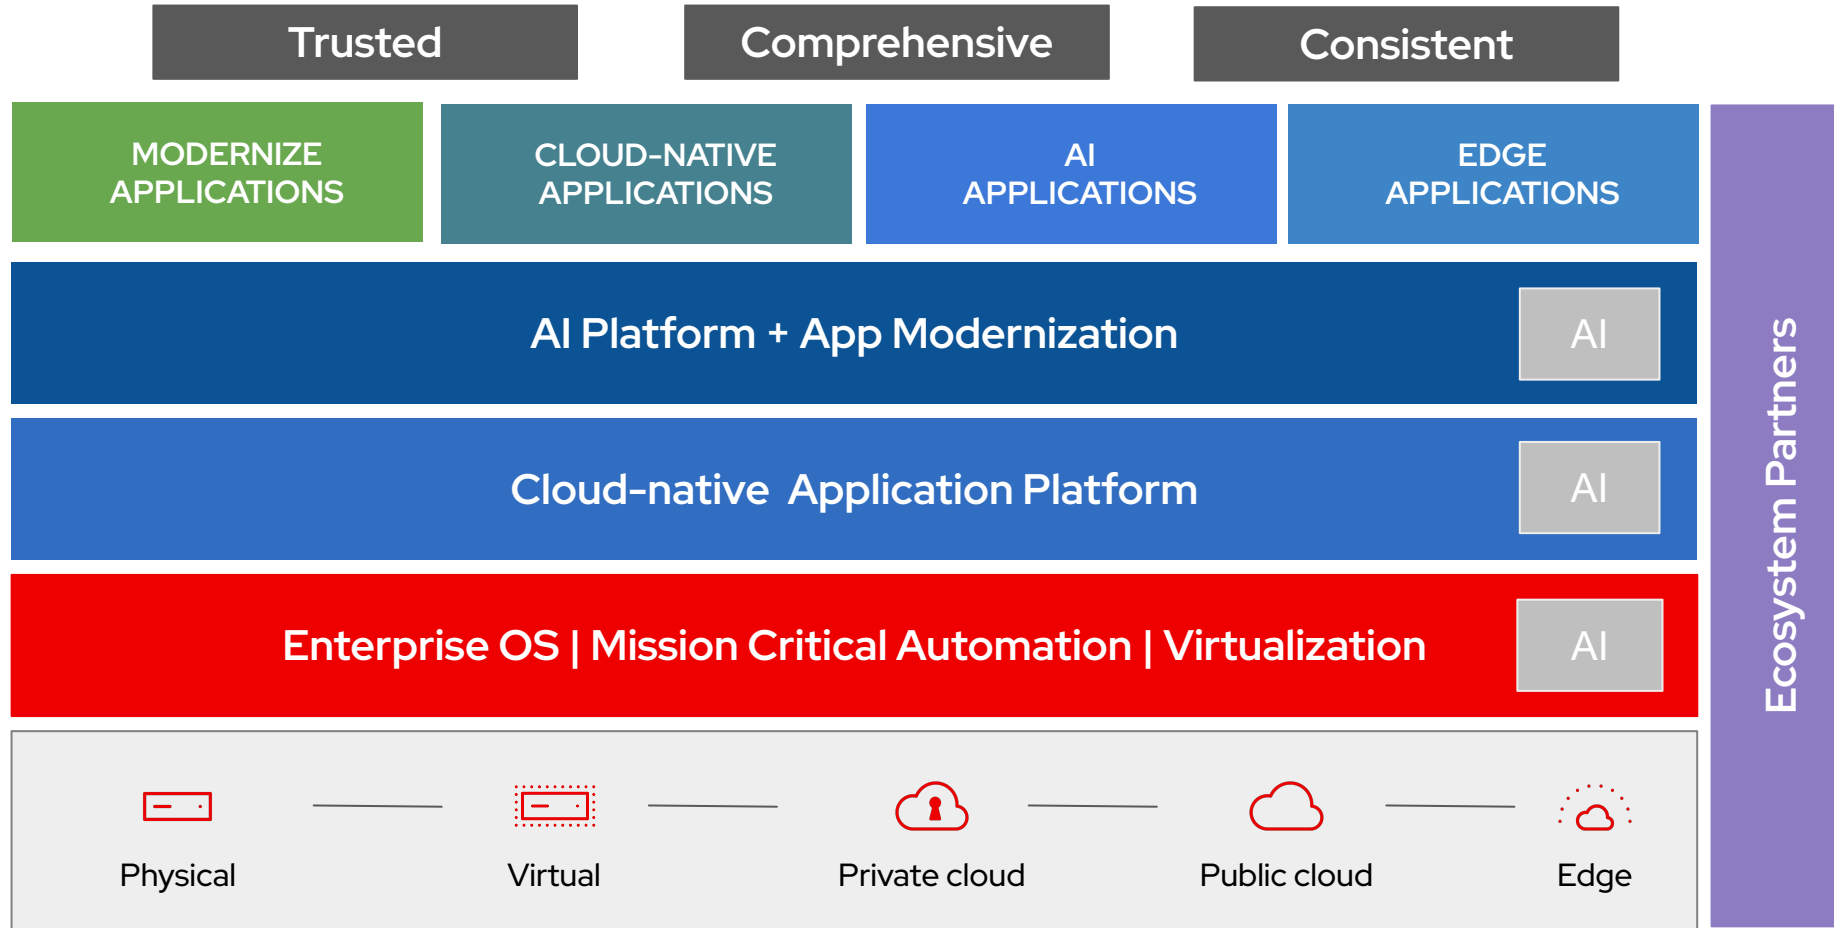 Trusted
Comprehensive
Consistent
MODERNIZE
APPLICATIONS
CLOUD-NATIVE
APPLICATIONS
AI
APPLICATIONS
EDGE
APPLICATIONS
AI Platform + App Modernization
AI
Cloud-native Application Platform
AI
Enterprise OS | Mission Critical Automation | Virtualization
AI
Physical
Virtual
Private cloud
Public cloud
Edge
Ecosystem Partners